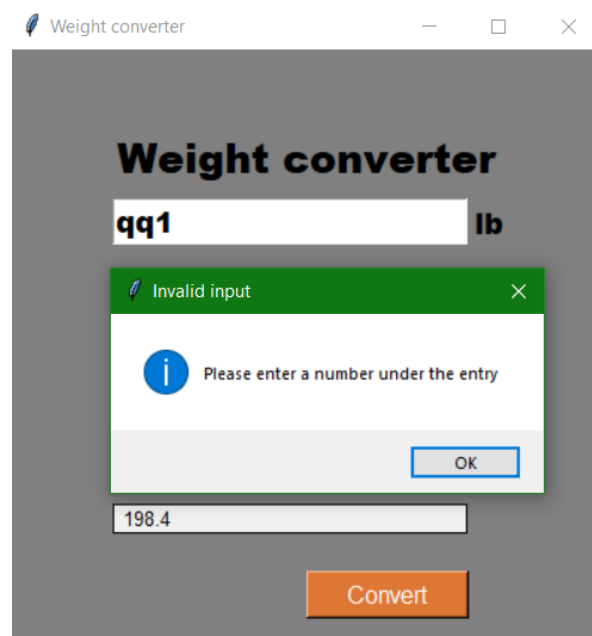 Weight converter
Weight converter
qq1 lb
Invalid input
Please enter a number under the entry
OK
198.4
Convert